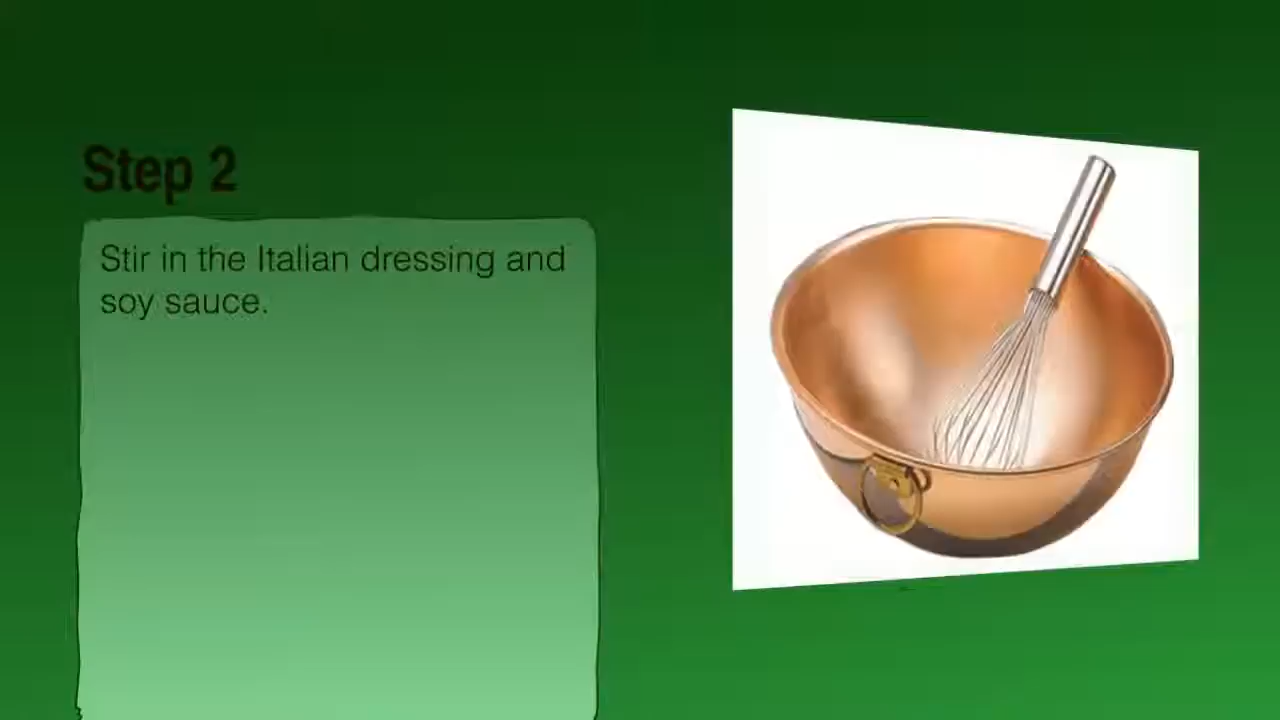 Step 2
Stir in the Italian dressing and
soy sauce.